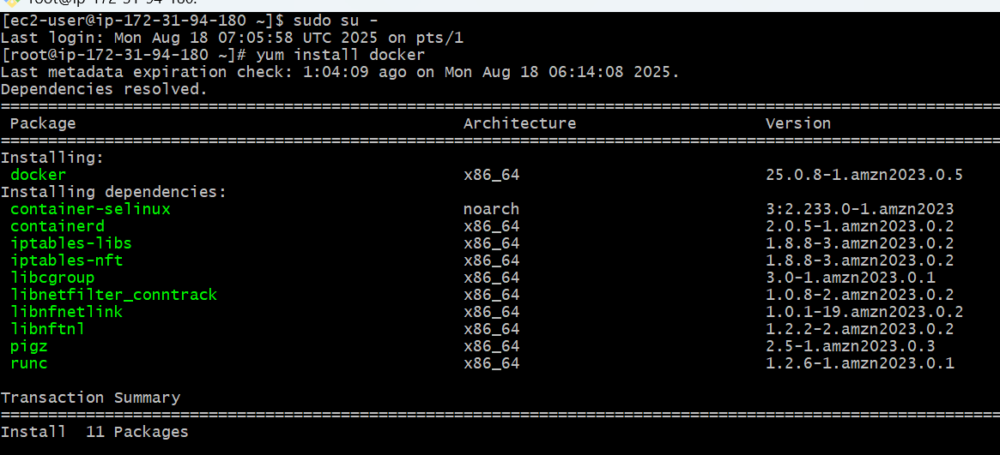 root@ip-172-31-94-180:
[ec2-user@ip-172-31-94-180 ~]$ sudo su -
Last login: Mon Aug 18 07:05:58 UTC 2025 on pts/1
[root@ip-172-31-94-180 ~]# yum install docker
Last metadata expiration check: 1:04:09 ago on Mon Aug 18 06:14:08 2025.
Dependencies resolved.
Package Architecture Version
Installing:
docker x86_64 25.0.8-1.amzn2023.0.5
Installing dependencies:
container-selinux noarch 3:2.233.0-1.amzn2023
containerd x86_64 2.0.5-1.amzn2023.0.2
iptables-libs x86_64 1.8.8-3.amzn2023.0.2
iptables-nft x86_64 1.8.8-3.amzn2023.0.2
libcgroup x86_64 3.0-1.amzn2023.0.1
libnetfilter_conntrack x86_64 1.0.8-2.amzn2023.0.2
libnfnetlink x86_64 1.0.1-19.amzn2023.0.2
libnftnl x86_64 1.2.2-2.amzn2023.0.2
pigz x86_64 2.5-1.amzn2023.0.3
runc x86_64 1.2.6-1.amzn2023.0.1
Transaction Summary
Install 11 Packages